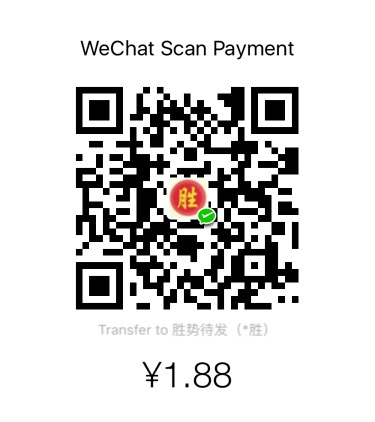 WeChat Scan Payment
胜
Transfer to 胜势待发（*胜）
¥1.88